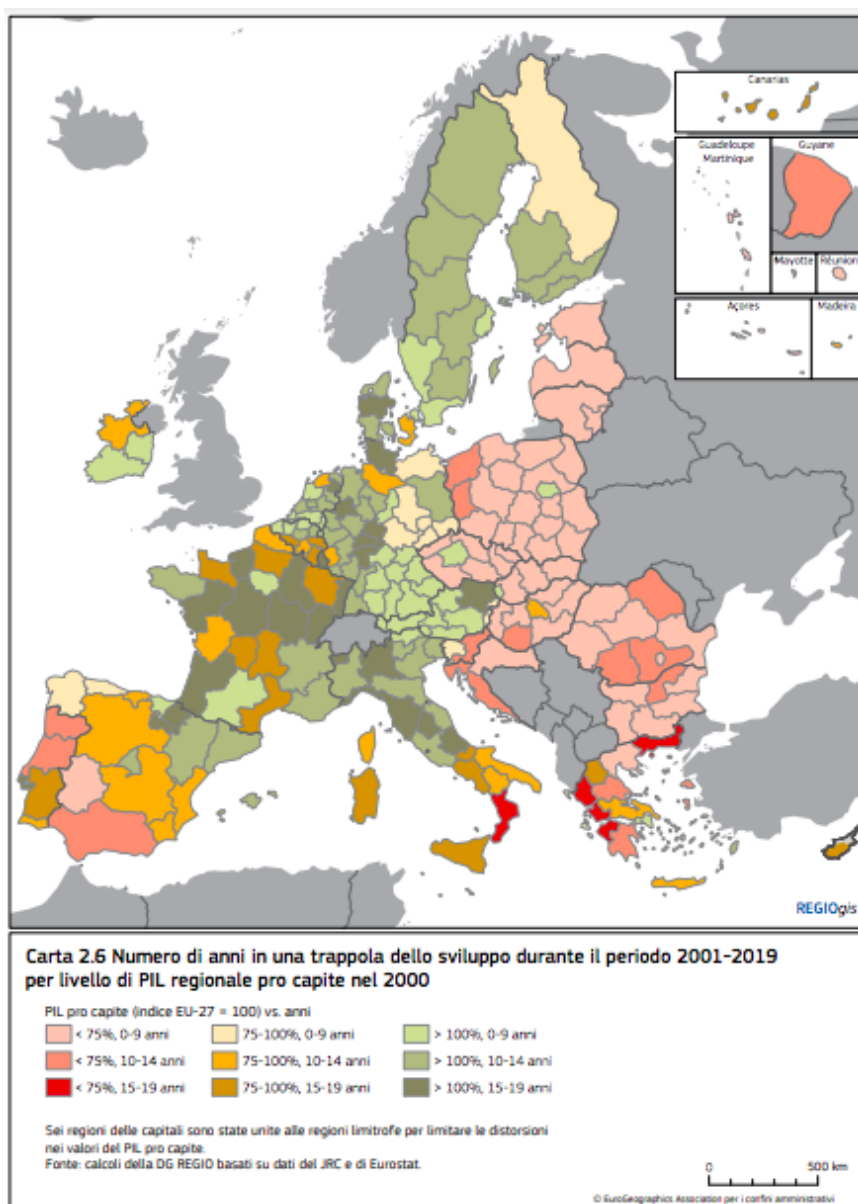 Canarias
Guadeloupe
Martinique
Guyane
Mayotte
Réunion
Açores
Madeira
REGIOgis
Carta 2.6 Numero di anni in una trappola dello sviluppo durante il periodo 2001-2019
per livello di PIL regionale pro capite nel 2000
PIL pro capite (indice EU-27 = 100) vs. anni
< 75%, 0-9 anni
75-100%, 0-9 anni
> 100%, 0-9 anni
< 75%, 10-14 anni
75-100%, 10-14 anni
> 100%, 10-14 anni
< 75%, 15-19 anni
75-100%, 15-19 anni
> 100%, 15-19 anni
Sei regioni delle capitali sono state unite alle regioni limitrofe per limitare le distorsioni
nei valori del PIL pro capite.
Fonte: calcoli della DG REGIO basati su dati del JRC e di Eurostat.
0 500 km
© EuroGeographics Association per i confini amministrativi